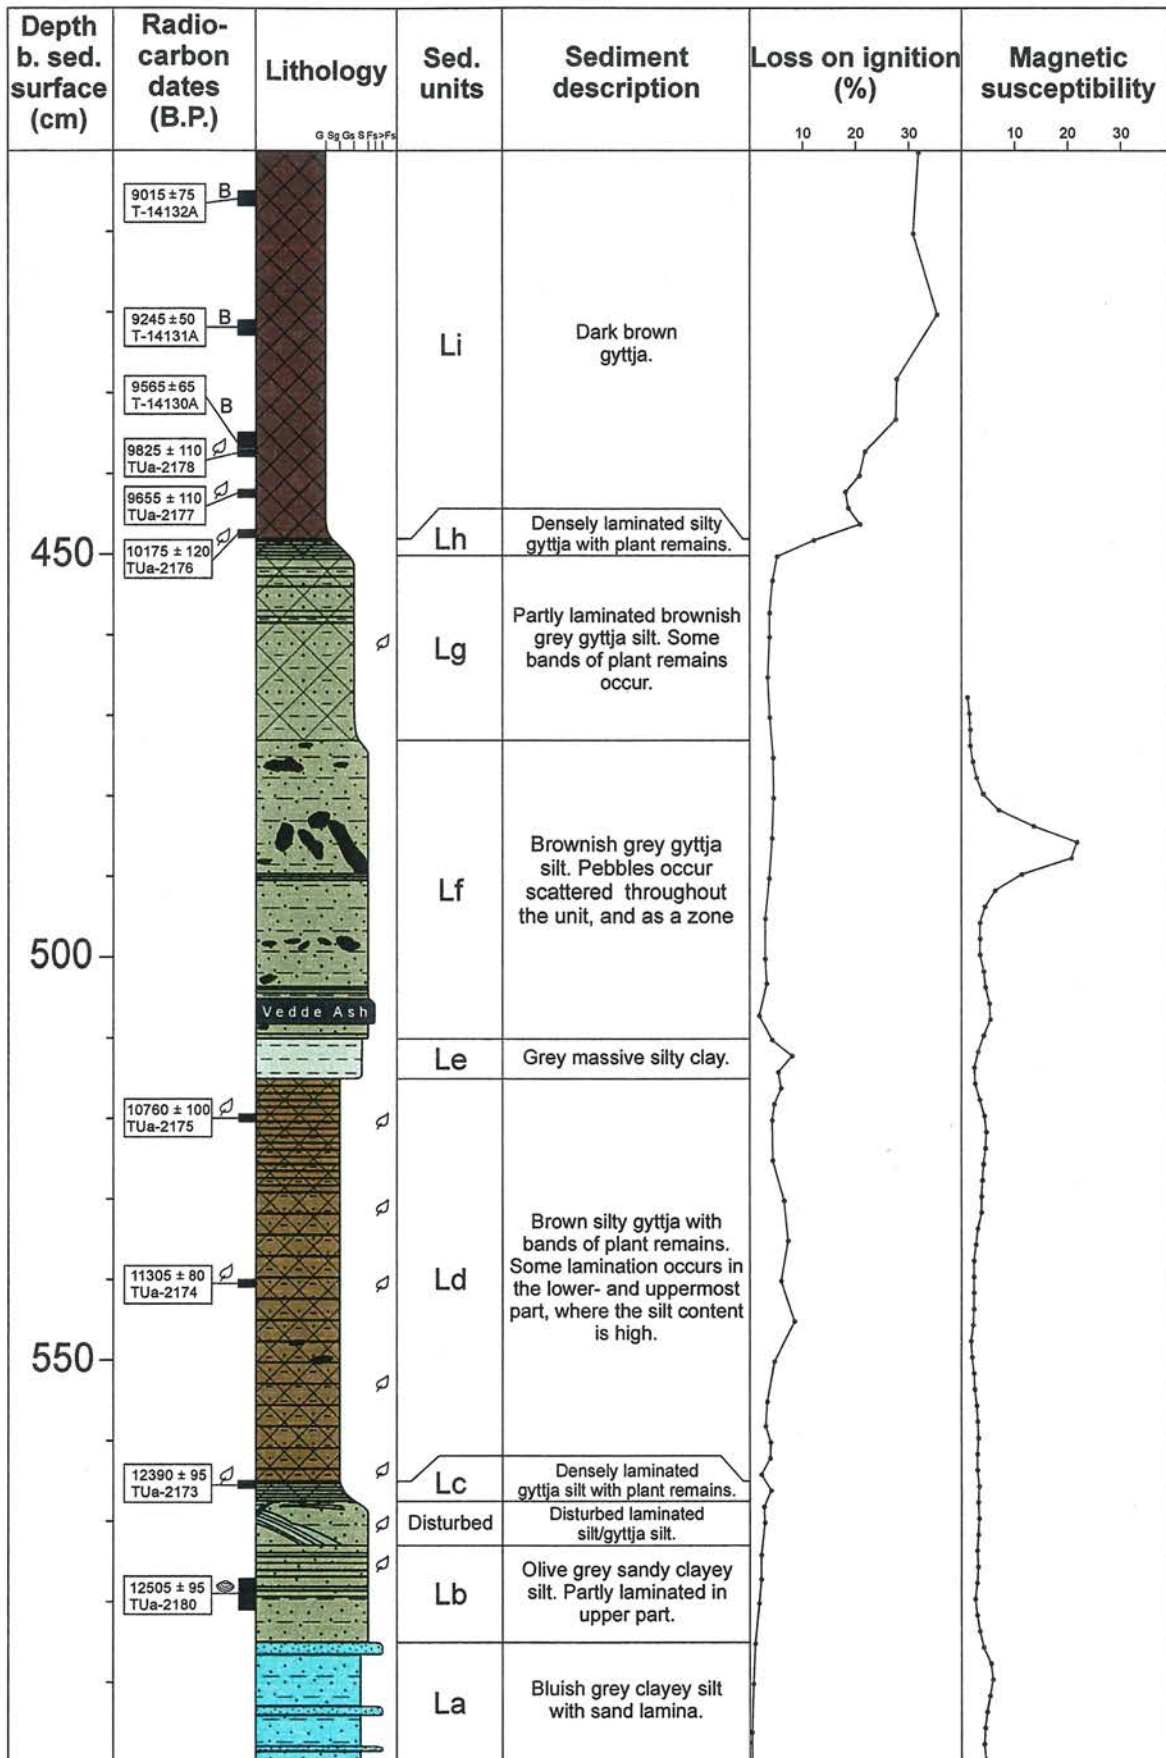 Depth
b. sed.
surface
(cm)
Radio-
carbon
dates
(B.P.)
Lithology
G Sg Gs S Fs>Fs
Sed.
units
Sediment
description
Loss on ignition
(%)
10 20 30
Magnetic
susceptibility
10 20 30
9015 ±75
T-14132A
B
9245 ±50
T-14131A
B
Li
Dark brown
gyttja.
9565 ±65
T-14130A
B
9825 ± 110
TUa-2178
9655 ± 110
TUa-2177
10175 ± 120
TUa-2176
450
Lh
Densely laminated silty
gyttja with plant remains.
Lg
Partly laminated brownish
grey gyttja silt. Some
bands of plant remains
occur.
Lf
Brownish grey gyttja
silt. Pebbles occur
scattered throughout
the unit, and as a zone
500
Vedde Ash
Le
Grey massive silty clay.
10760 ± 100
TUa-2175
11305 ± 80
TUa-2174
Ld
Brown silty gyttja with
bands of plant remains.
Some lamination occurs in
the lower- and uppermost
part, where the silt content
is high.
550
12390 ± 95
TUa-2173
Lc
Densely laminated
gyttja silt with plant remains.
Disturbed
Disturbed laminated
silt/gyttja silt.
12505 ± 95
TUa-2180
Lb
Olive grey sandy clayey
silt. Partly laminated in
upper part.
La
Bluish grey clayey silt
with sand lamina.